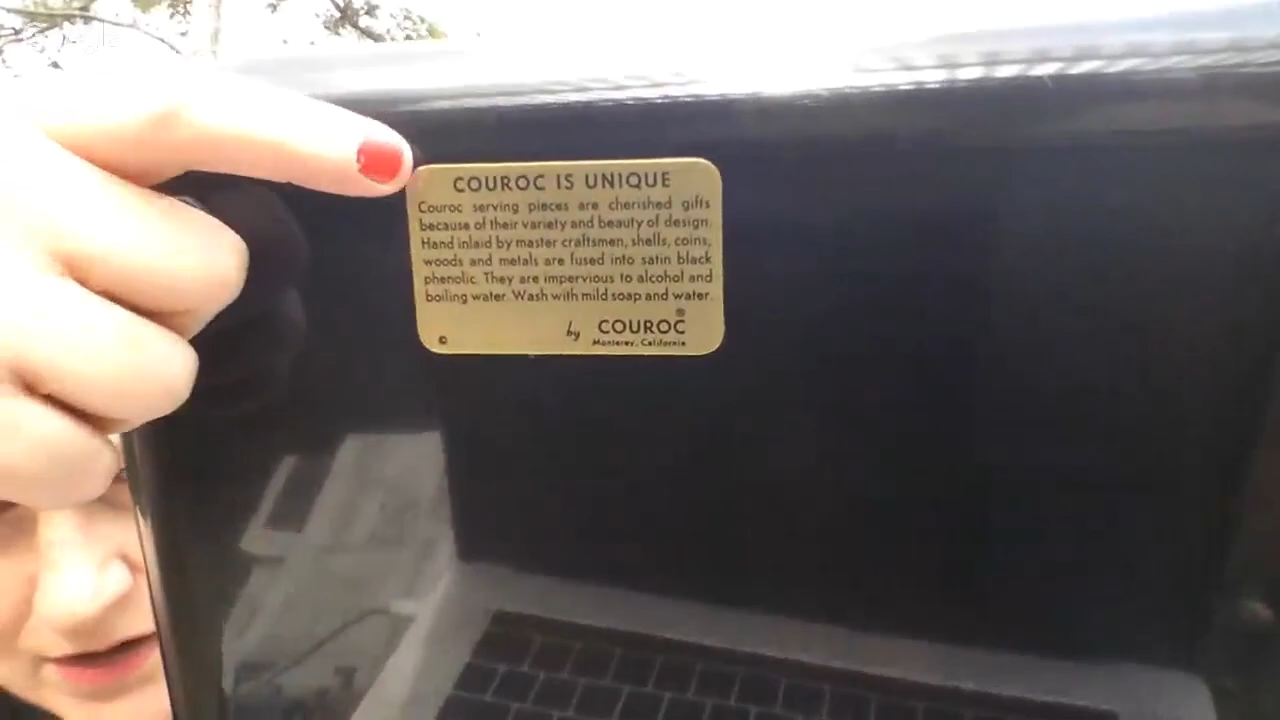 COUROC IS UNIQUE
Couroc serving pieces are cherished gifts
because of their variety and beauty of design.
Hand inlaid by master craftsmen, shells, coins,
woods and metals are fused into satin black
phenolic. They are impervious to alcohol and
boiling water. Wash with mild soap and water.
© by COUROC®
Monterey, California